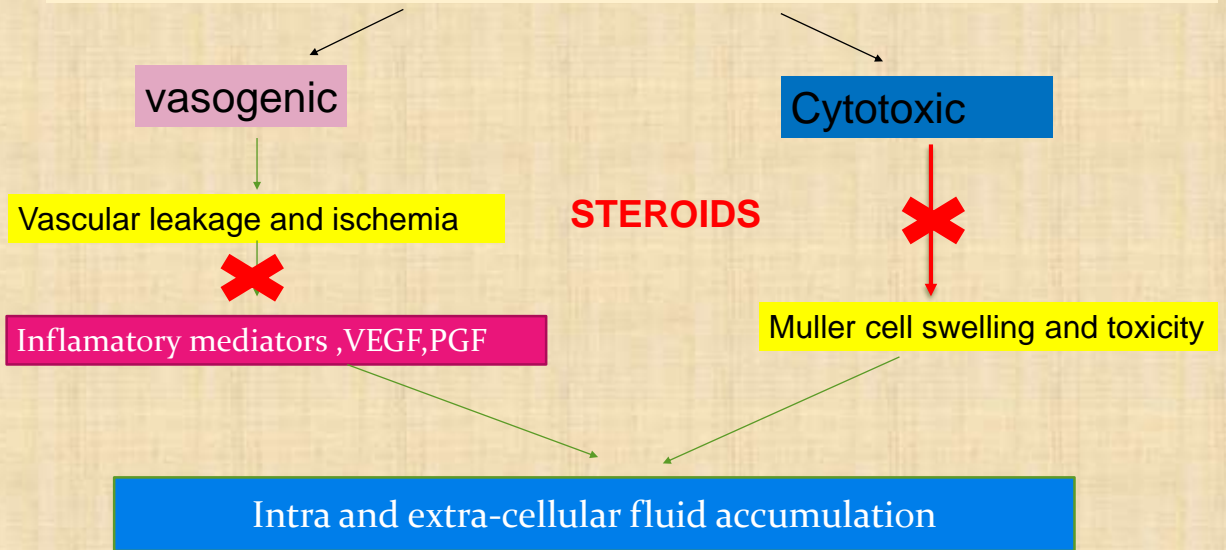 vasogenic
Cytotoxic
Vascular leakage and ischemia
STEROIDS
Inflamatory mediators ,VEGF,PGF
Muller cell swelling and toxicity
Intra and extra-cellular fluid accumulation